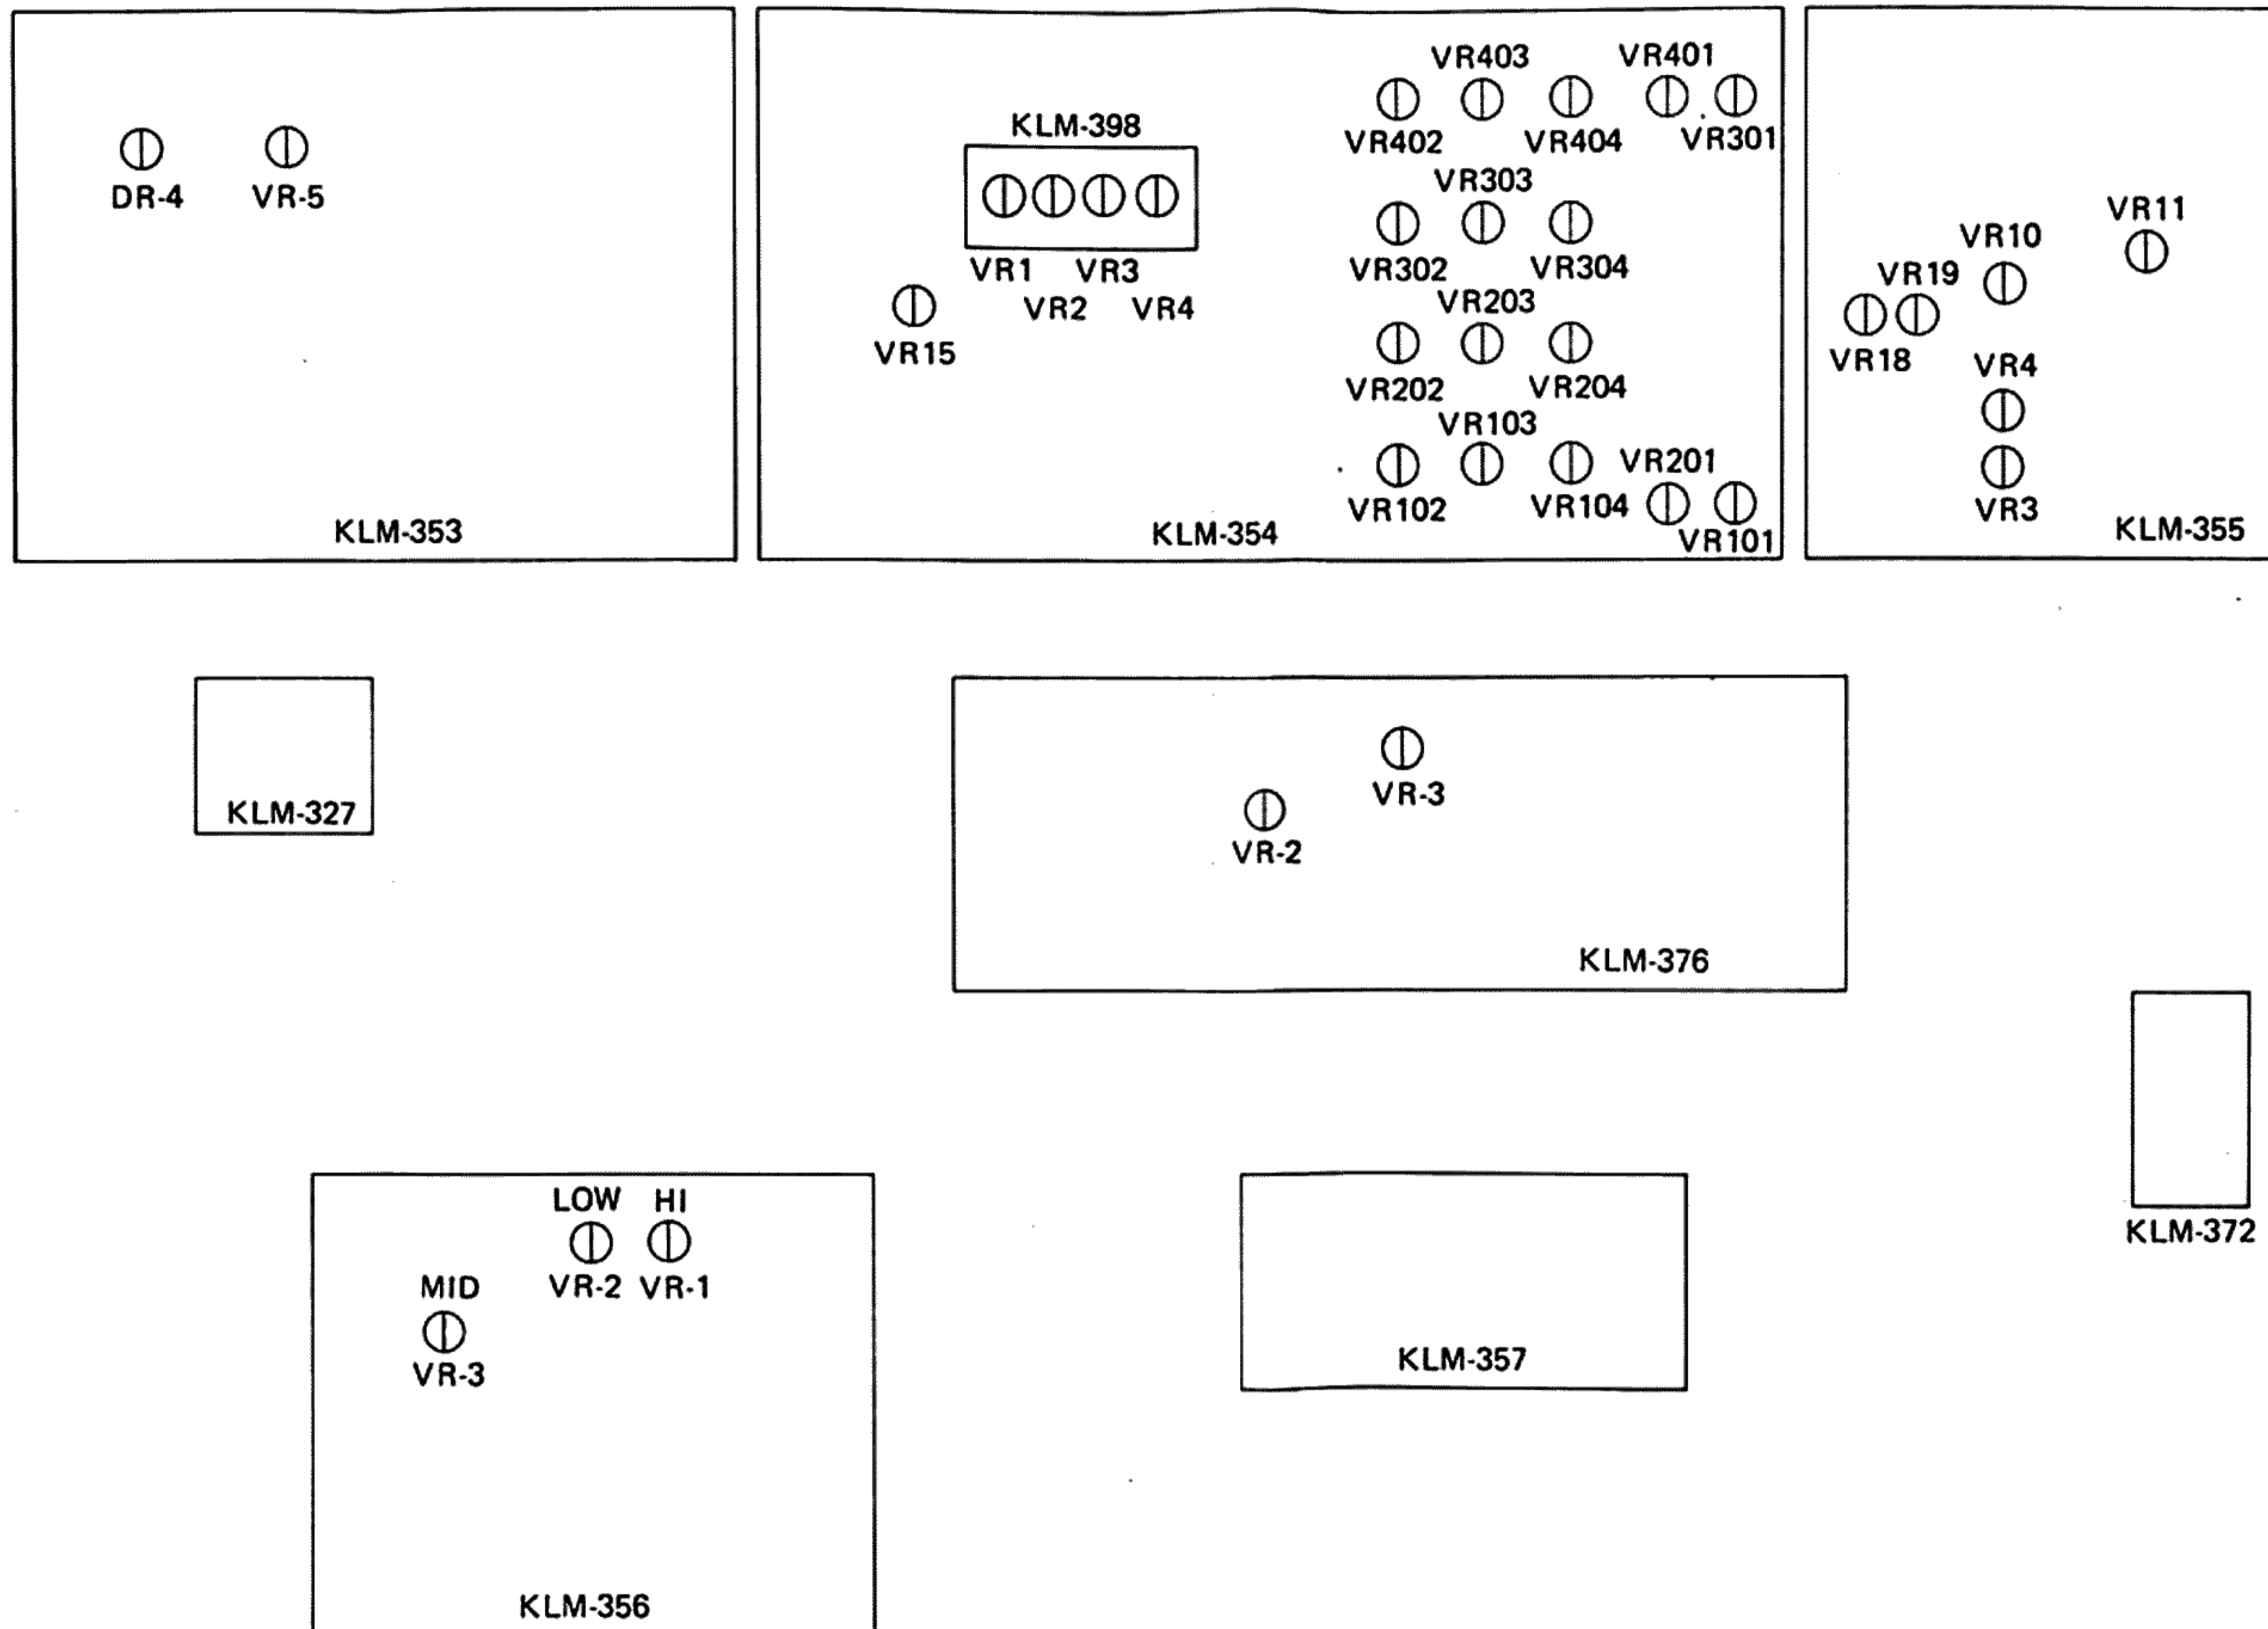 DR-4
VR-5
KLM-353
KLM-398
VR1
VR3
VR2
VR4
VR15
VR403
VR401
VR402
VR404
VR301
VR303
VR302
VR304
VR203
VR202
VR204
VR103
VR201
VR102
VR104
VR101
KLM-354
VR11
VR10
VR19
VR18
VR4
VR3
KLM-355
KLM-327
VR-3
VR-2
KLM-376
KLM-372
LOW HI
VR-2 VR-1
MID
VR-3
KLM-356
KLM-357